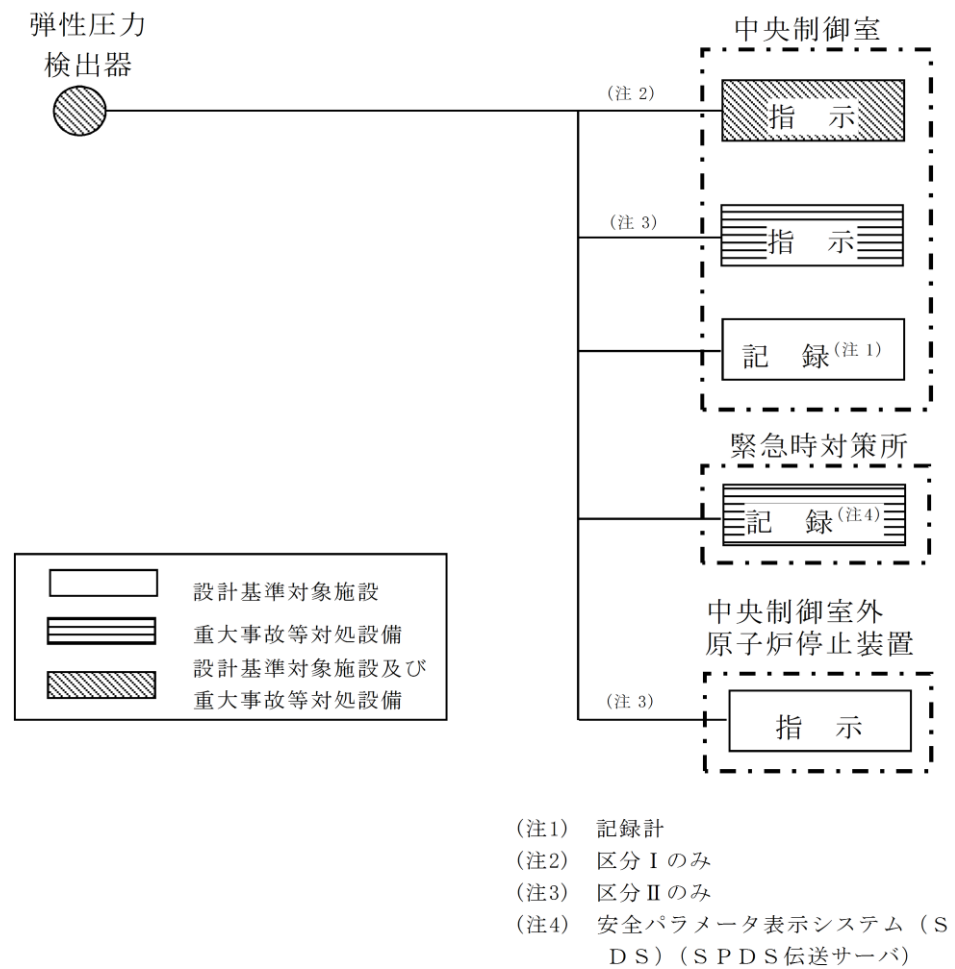 弾性圧力
検出器
中央制御室
(注 2)
指 示
(注 3)
指 示
記 録(注 1)
緊急時対策所
記 録(注4)
中央制御室外
原子炉停止装置
(注 3)
指 示
設計基準対象施設
重大事故等対処設備
設計基準対象施設及び
重大事故等対処設備
(注1) 記録計
(注2) 区分Ⅰのみ
(注3) 区分Ⅱのみ
(注4) 安全パラメータ表示システム（S
DS）（SPDS伝送サーバ）